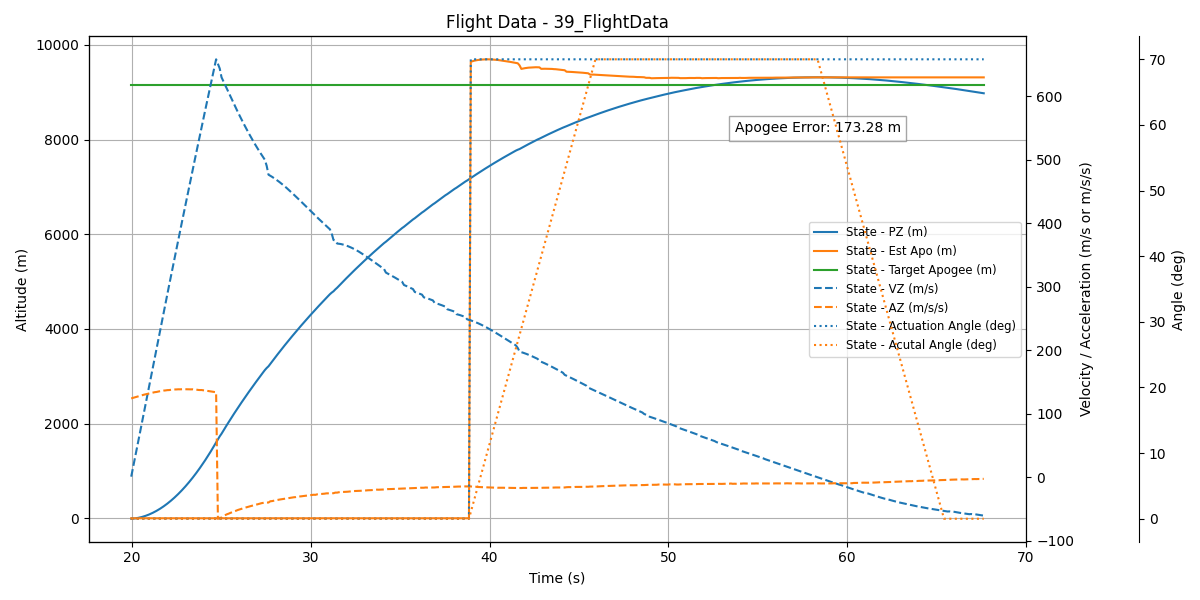 Flight Data - 39_FlightData
10000
8000
6000
4000
2000
0
Altitude (m)
20
30
40
50
60
70
Time (s)
600
500
400
300
200
100
0
−100
Velocity / Acceleration (m/s or m/s/s)
70
60
50
40
30
20
10
0
Angle (deg)
Apogee Error: 173.28 m
State - PZ (m)
State - Est Apo (m)
State - Target Apogee (m)
State - VZ (m/s)
State - AZ (m/s/s)
State - Actuation Angle (deg)
State - Acutal Angle (deg)